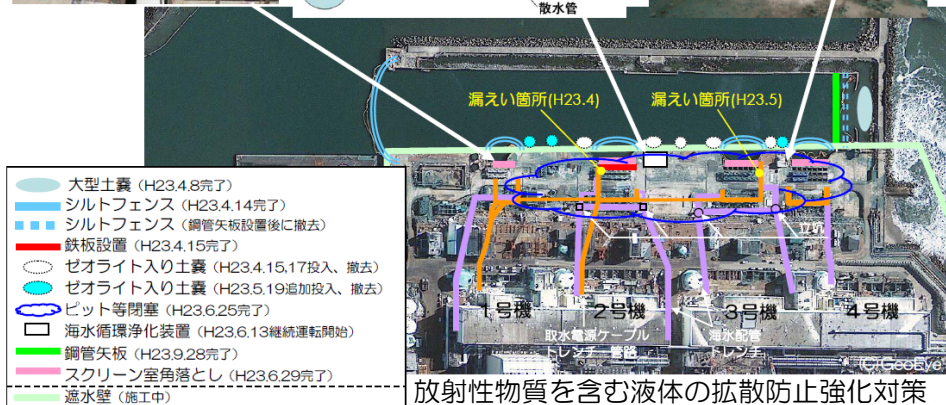 散水管
漏えい箇所(H23.4)
漏えい箇所(H23.5)
大型土嚢（H23.4.8完了）
シルトフェンス（H23.4.14完了）
シルトフェンス（鋼管矢板設置後に撤去）
鉄板設置（H23.4.15完了）
ゼオライト入り土嚢（H23.4.15,17投入、撤去）
ゼオライト入り土嚢（H23.5.19追加投入、撤去）
ピット等閉塞（H23.6.25完了）
海水循環浄化装置（H23.6.13継続運転開始）
鋼管矢板（H23.9.28完了）
スクリーン室角落とし（H23.6.29完了）
遮水壁（施工中）
立坑
1号機
2号機
3号機
4号機
取水電源ケーブル
トレンチ　管路
海水配管
トレンチ
©GeoEye
放射性物質を含む液体の拡散防止強化対策